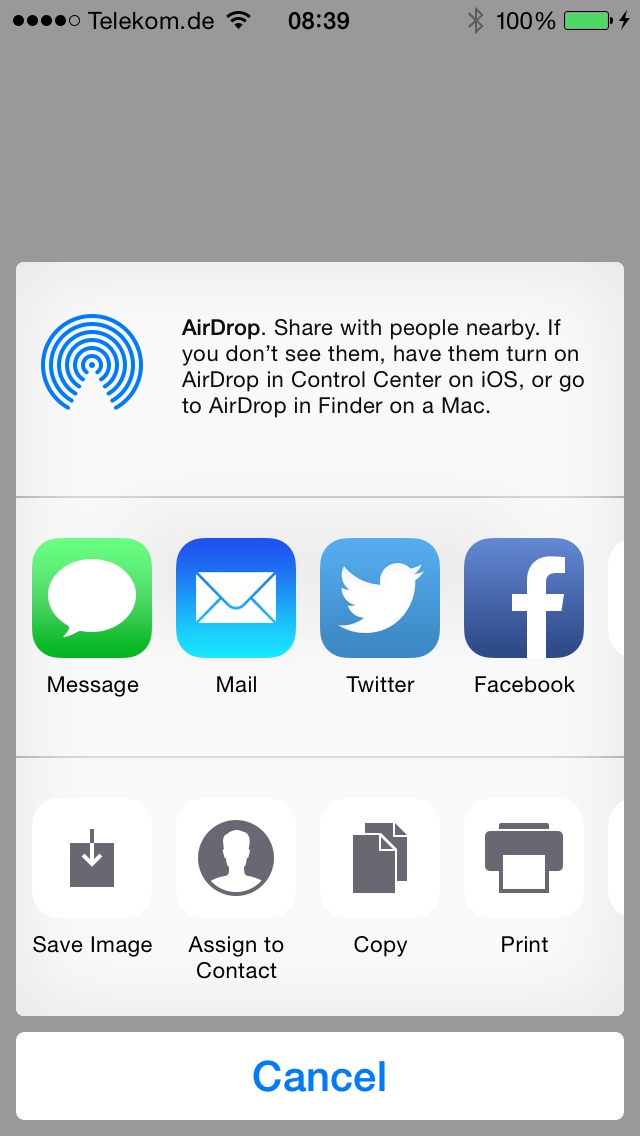 Telekom.de 08:39 100%
AirDrop. Share with people nearby. If
you don't see them, have them turn on
AirDrop in Control Center on iOS, or go
to AirDrop in Finder on a Mac.
Message Mail Twitter Facebook
Save Image Assign to Contact Copy Print
Cancel